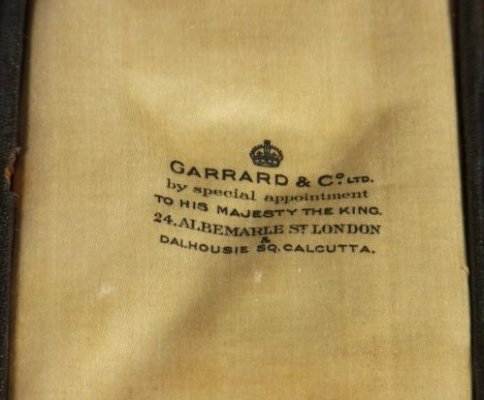 GARRARD & Co LTD.
by special appointment
TO HIS MAJESTY THE KING.
24, ALBEMARLE ST LONDON
&
DALHOUSIE SQ. CALCUTTA.